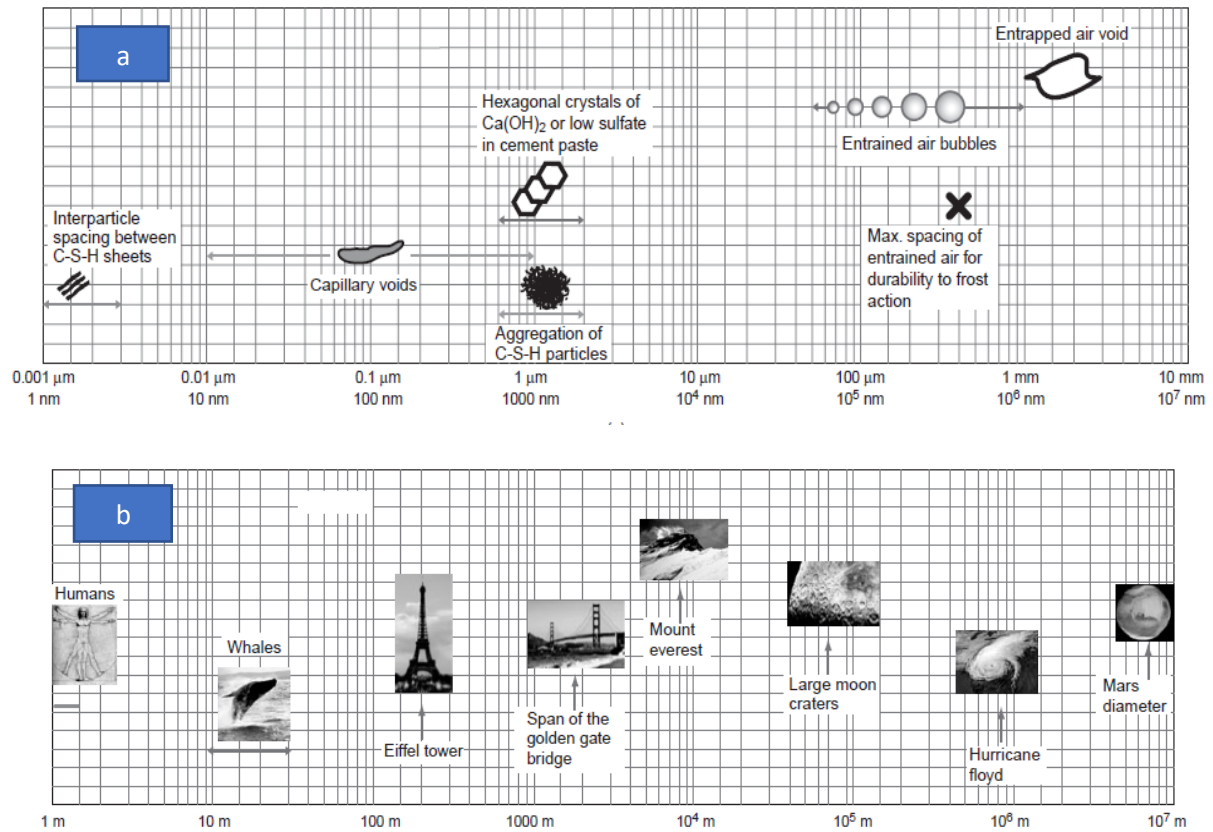 a
Entrapped air void
Hexagonal crystals of
Ca(OH)₂ or low sulfate
in cement paste
Entrained air bubbles
Interparticle
spacing between
C-S-H sheets
Max. spacing of
entrained air for
durability to frost
action
Capillary voids
Aggregation of
C-S-H particles
0.001 μm 0.01 μm 0.1 μm 1 μm 10 μm 100 μm 1 mm 10 mm
1 nm 10 nm 100 nm 1000 nm 10⁴ nm 10⁵ nm 10⁶ nm 10⁷ nm
b
Humans
Whales
Eiffel tower
Span of the
golden gate
bridge
Mount
everest
Large moon
craters
Hurricane
floyd
Mars
diameter
1 m 10 m 100 m 1000 m 10⁴ m 10⁵ m 10⁶ m 10⁷ m